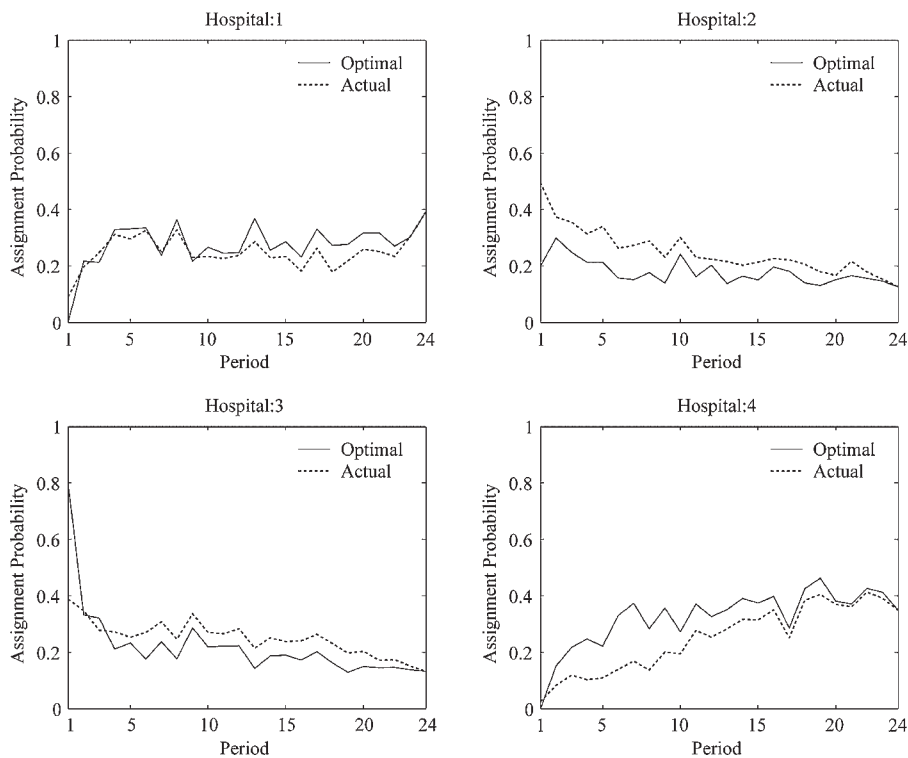 Hospital:1
1
0.8
0.6
0.4
0.2
0
Assignment Probability
Optimal
Actual
1 5 10 15 20 24
Period
Hospital:2
1
0.8
0.6
0.4
0.2
0
Assignment Probability
Optimal
Actual
1 5 10 15 20 24
Period
Hospital:3
1
0.8
0.6
0.4
0.2
0
Assignment Probability
Optimal
Actual
1 5 10 15 20 24
Period
Hospital:4
1
0.8
0.6
0.4
0.2
0
Assignment Probability
Optimal
Actual
1 5 10 15 20 24
Period